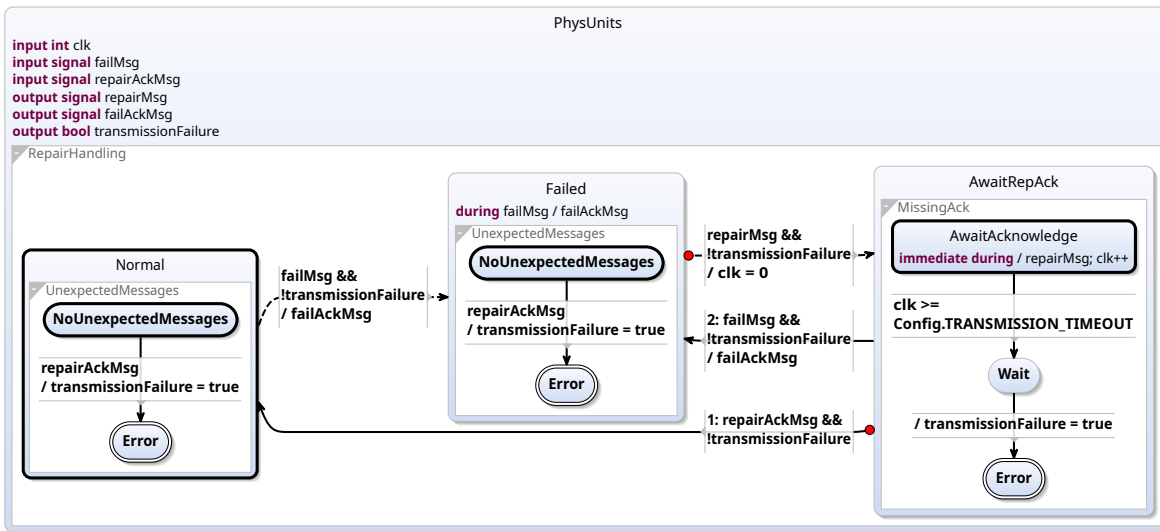 PhysUnits
input int clk
input signal failMsg
input signal repairAckMsg
output signal repairMsg
output signal failAckMsg
output bool transmissionFailure
RepairHandling
Normal
UnexpectedMessages
NoUnexpectedMessages
repairAckMsg
/ transmissionFailure = true
Error
failMsg &&
!transmissionFailure
/ failAckMsg
Failed
during failMsg / failAckMsg
UnexpectedMessages
NoUnexpectedMessages
repairAckMsg
/ transmissionFailure = true
Error
repairMsg &&
!transmissionFailure
/ clk = 0
2: failMsg &&
!transmissionFailure
/ failAckMsg
1: repairAckMsg &&
!transmissionFailure
AwaitRepAck
MissingAck
AwaitAcknowledge
immediate during / repairMsg; clk++
clk >=
Config.TRANSMISSION_TIMEOUT
Wait
/ transmissionFailure = true
Error